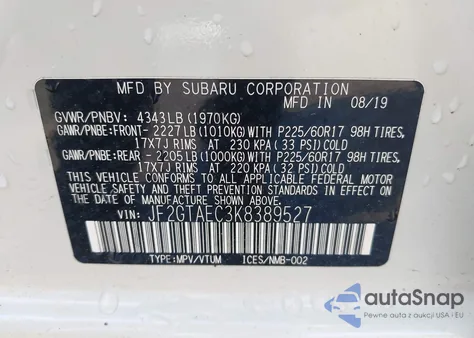 MFD BY SUBARU CORPORATION
GVWR/PNBV: 4343LB (1970KG) MFD IN 08/19
GAWR/PNBE: FRONT- 2227LB (1010KG) WITH P225/60R17 98H TIRES,
17X7J RIMS AT 230 KPA (33 PSI) COLD
GAWR/PNBE: REAR - 2205LB (1000KG) WITH P225/60R17 98H TIRES,
17X7J RIMS AT 220 KPA (32 PSI) COLD
THIS VEHICLE CONFORMS TO ALL APPLICABLE
FEDERAL MOTOR VEHICLE SAFETY
STANDARDS IN EFFECT ON THE DATE OF
MANUFACTURE SHOWN ABOVE.
VIN: JF2GTAEC3K8389527
TYPE:MPV/VTUM ICES/NMB-002
autoSnap
Pewne auta z aukcji USA i EU